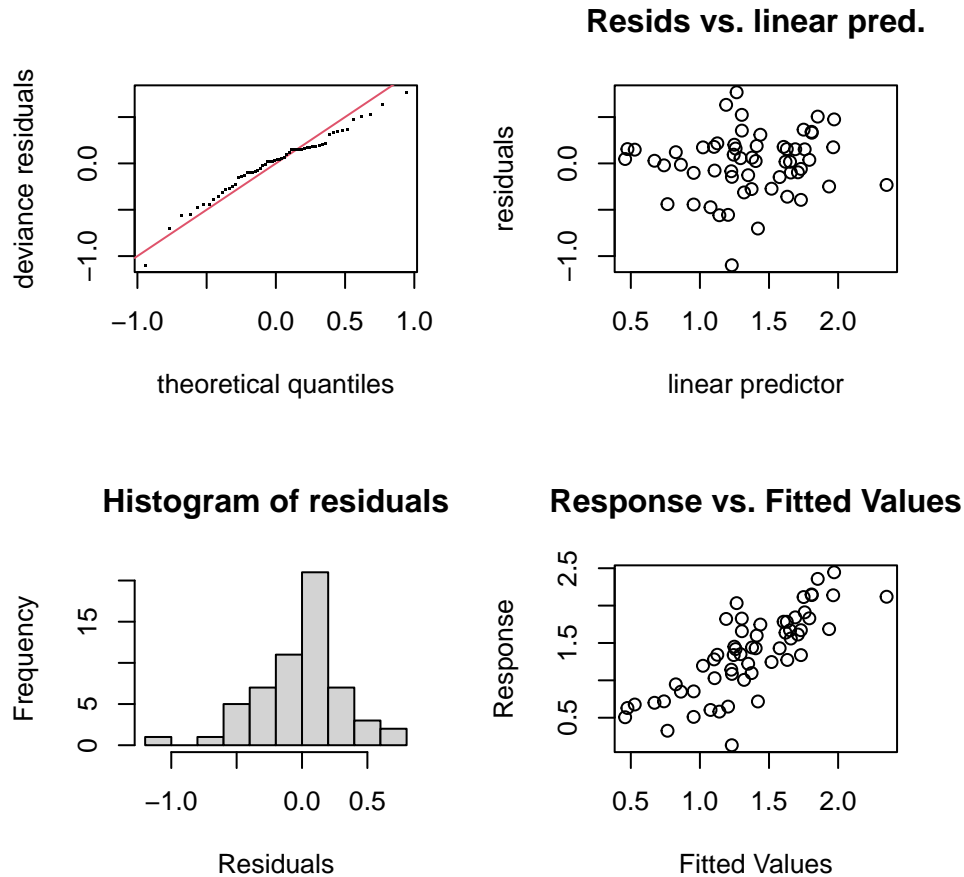 deviance residuals
0.0
−1.0
−1.0
0.0
0.5
1.0
theoretical quantiles
Resids vs. linear pred.
residuals
0.0
−1.0
0.5
1.0
1.5
2.0
linear predictor
Histogram of residuals
Frequency
15
5
0
−1.0
0.0
0.5
Residuals
Response vs. Fitted Values
Response
2.5
1.5
0.5
0.5
1.0
1.5
2.0
Fitted Values